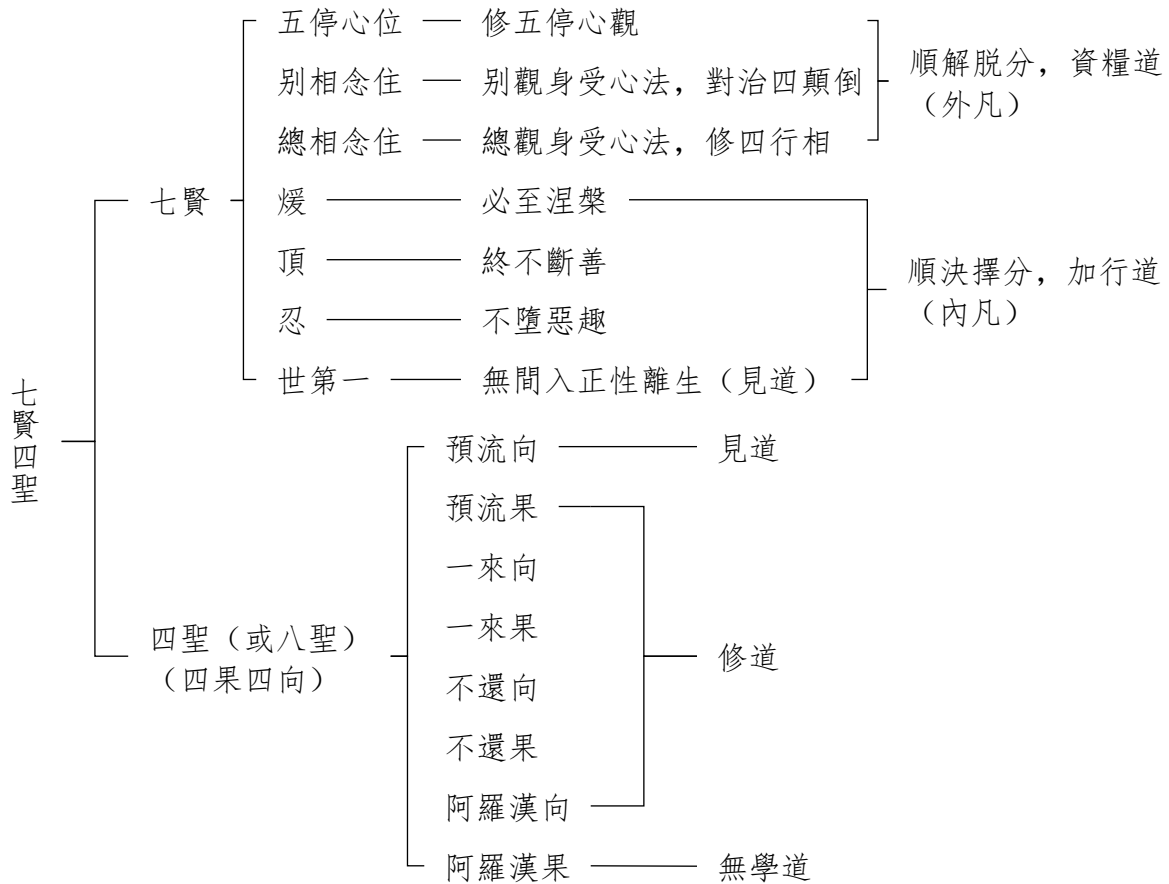 七賢四聖
七賢
五停心位 修五停心觀
别相念住 别觀身受心法，對治四顛倒
總相念住 總觀身受心法，修四行相
順解脱分，資糧道
（外凡）
煖 必至涅槃
頂 終不斷善
忍 不墮惡趣
世第一 無間入正性離生（見道）
順決擇分，加行道
（內凡）
四聖（或八聖）
（四果四向）
預流向 見道
預流果
一來向
一來果
不還向
不還果
阿羅漢向
修道
阿羅漢果 無學道